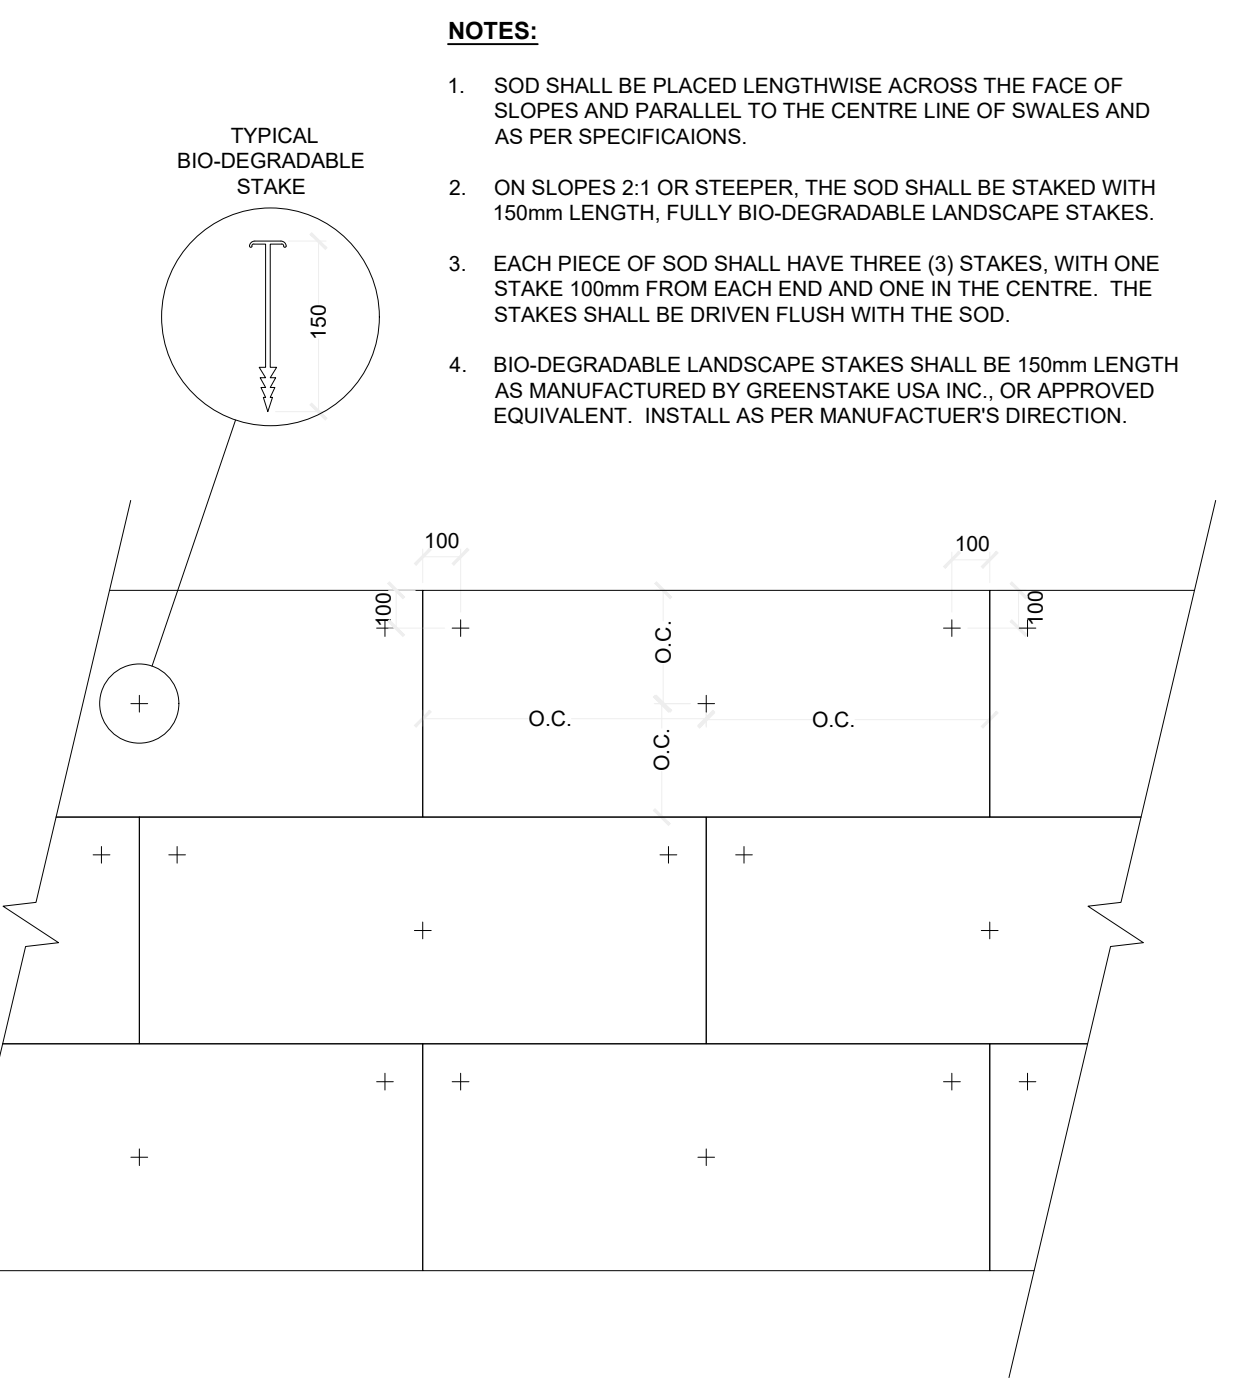 NOTES:
1. SOD SHALL BE PLACED LENGTHWISE ACROSS THE FACE OF
SLOPES AND PARALLEL TO THE CENTRE LINE OF SWALES AND
AS PER SPECIFICAIONS.
2. ON SLOPES 2:1 OR STEEPER, THE SOD SHALL BE STAKED WITH
150mm LENGTH, FULLY BIO-DEGRADABLE LANDSCAPE STAKES.
3. EACH PIECE OF SOD SHALL HAVE THREE (3) STAKES, WITH ONE
STAKE 100mm FROM EACH END AND ONE IN THE CENTRE. THE
STAKES SHALL BE DRIVEN FLUSH WITH THE SOD.
4. BIO-DEGRADABLE LANDSCAPE STAKES SHALL BE 150mm LENGTH
AS MANUFACTURED BY GREENSTAKE USA INC., OR APPROVED
EQUIVALENT. INSTALL AS PER MANUFACTUER'S DIRECTION.
TYPICAL
BIO-DEGRADABLE
STAKE
150
100
100
100
100
O.C.
O.C.
O.C.
O.C.